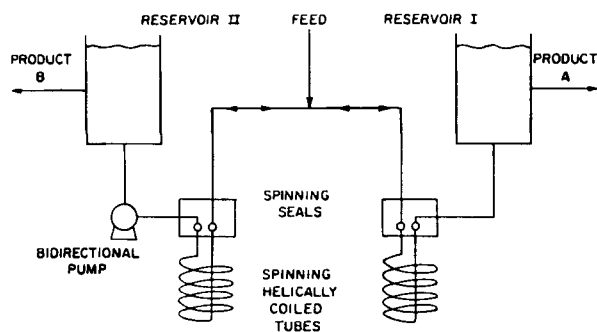 RESERVOIR II
FEED
RESERVOIR I
PRODUCT
B
PRODUCT
A
SPINNING
SEALS
BIDIRECTIONAL
PUMP
SPINNING
HELICALLY
COILED
TUBES